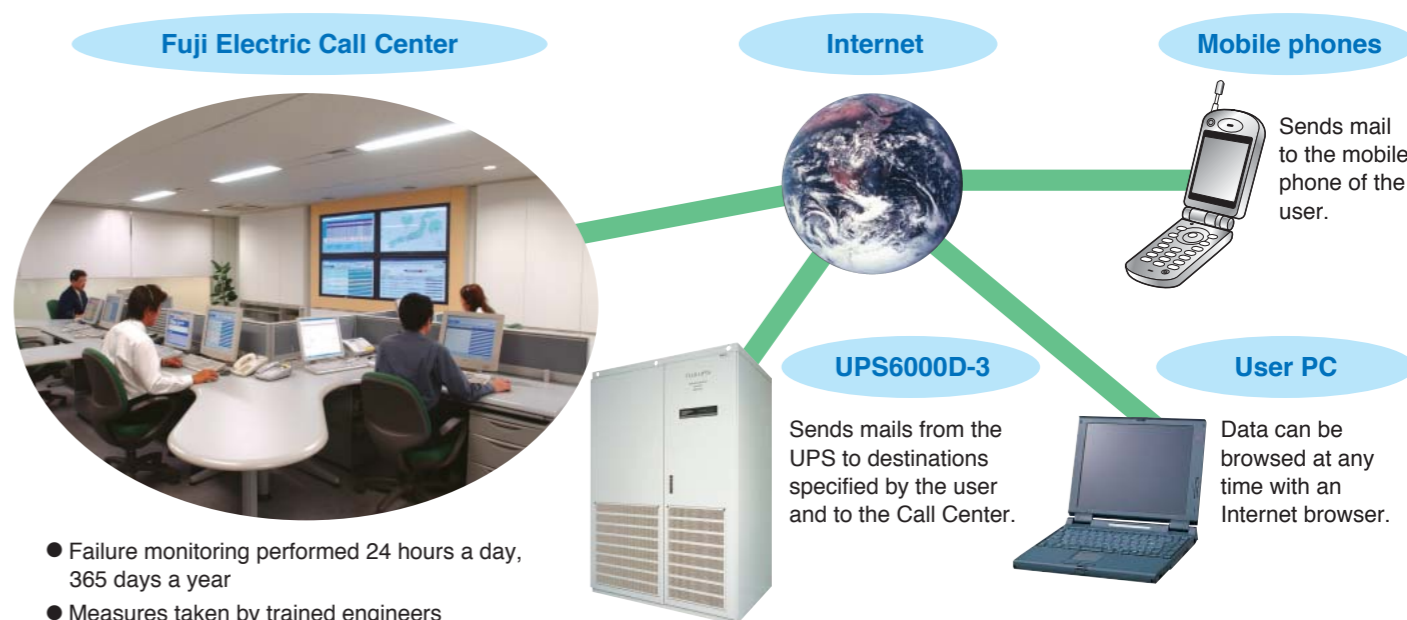 Fuji Electric Call Center
Internet
Mobile phones
Sends mail
to the mobile
phone of the
user.
UPS6000D-3
Sends mails from the
UPS to destinations
specified by the user
and to the Call Center.
User PC
Data can be
browsed at any
time with an
Internet browser.
● Failure monitoring performed 24 hours a day,
365 days a year
● Measures taken by trained engineers